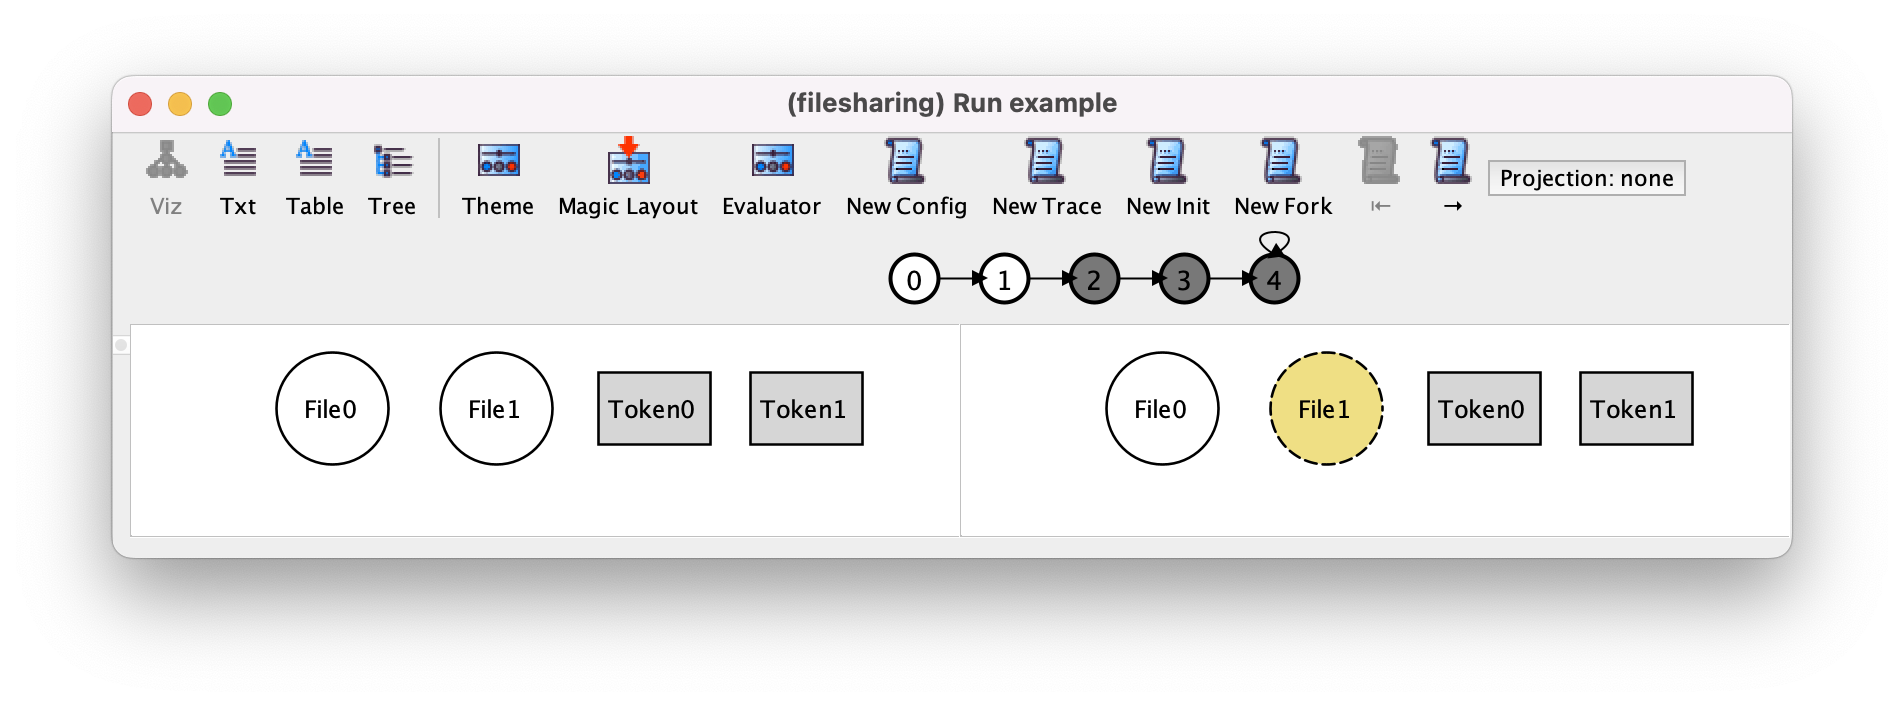 (filesharing) Run example
Viz Txt Table Tree Theme Magic Layout Evaluator New Config New Trace New Init New Fork ⇤ → Projection: none
0 1 2 3 4
File0 File1 Token0 Token1 File0 File1 Token0 Token1